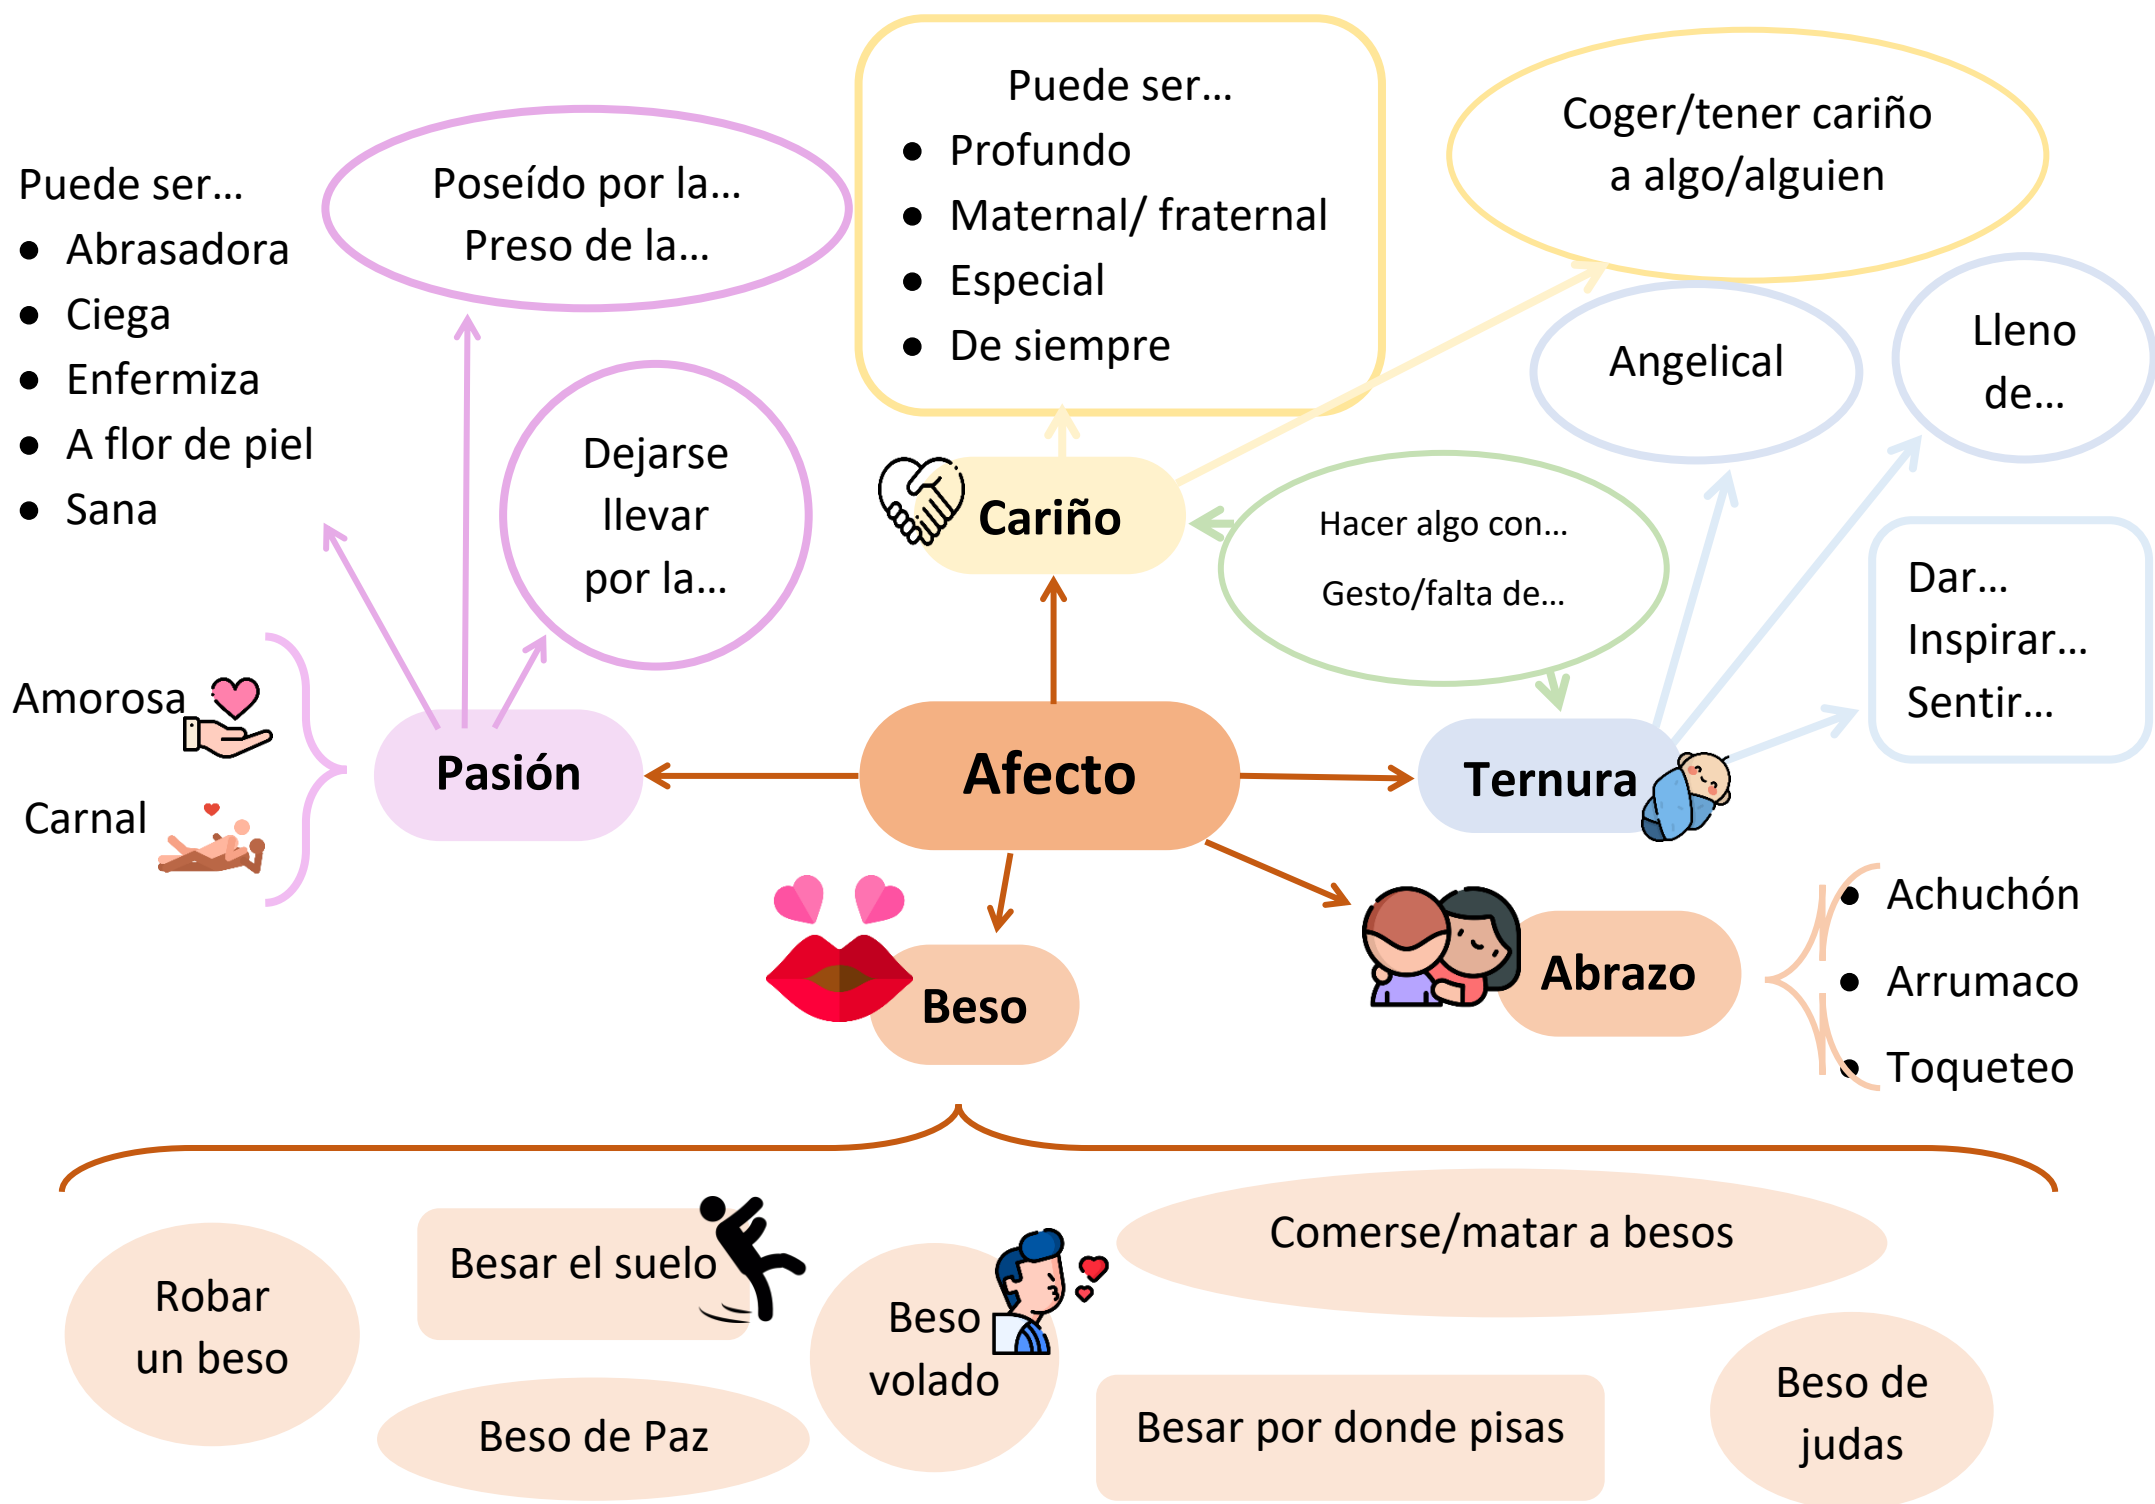 Puede ser…
• Abrasadora
• Ciega
• Enfermiza
• A flor de piel
• Sana
Poseído por la…
Preso de la…
Dejarse
llevar
por la…
Amorosa
Carnal
Pasión
Puede ser…
• Profundo
• Maternal/ fraternal
• Especial
• De siempre
Coger/tener cariño
a algo/alguien
Cariño
Hacer algo con…
Gesto/falta de…
Angelical
Lleno
de…
Dar…
Inspirar…
Sentir…
Afecto
Ternura
Abrazo
• Achuchón
• Arrumaco
• Toqueteo
Beso
Robar
un beso
Besar el suelo
Beso de Paz
Beso
volado
Comerse/matar a besos
Besar por donde pisas
Beso de
judas